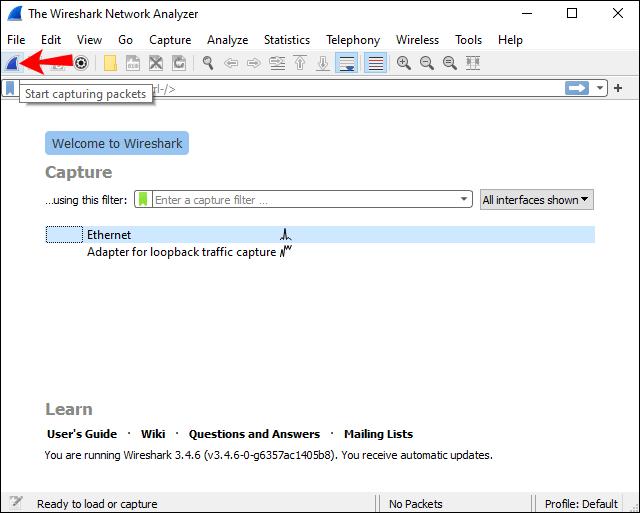 The Wireshark Network Analyzer
File Edit View Go Capture Analyze Statistics Telephony Wireless Tools Help
rl-/>
Start capturing packets
Welcome to Wireshark
Capture
...using this filter: Enter a capture filter ... All interfaces shown
Ethernet
Adapter for loopback traffic capture
Learn
User's Guide · Wiki · Questions and Answers · Mailing Lists
You are running Wireshark 3.4.6 (v3.4.6-0-g6357ac1405b8). You receive automatic updates.
Ready to load or capture No Packets Profile: Default